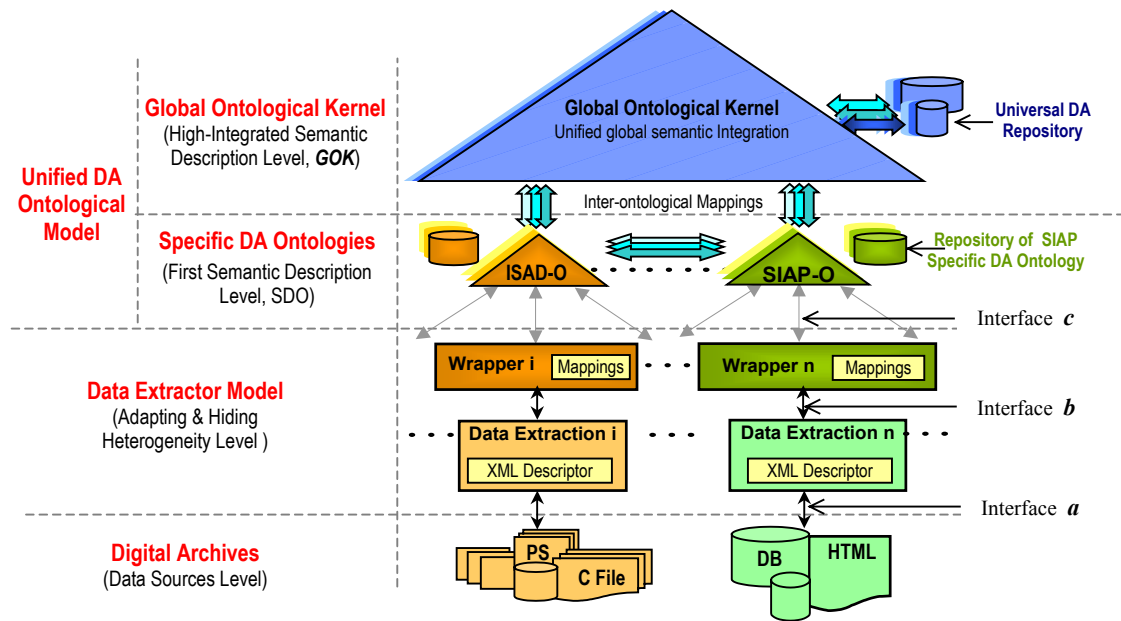 Global Ontological Kernel
(High-Integrated Semantic
Description Level, GOK)
Global Ontological Kernel
Unified global semantic Integration
Universal DA
Repository
Unified DA
Ontological
Model
Inter-ontological Mappings
Specific DA Ontologies
(First Semantic Description
Level, SDO)
ISAD-O
SIAP-O
Repository of SIAP
Specific DA Ontology
Interface c
Data Extractor Model
(Adapting & Hiding
Heterogeneity Level )
Wrapper i
Mappings
Wrapper n
Mappings
Interface b
Data Extraction i
XML Descriptor
Data Extraction n
XML Descriptor
Interface a
Digital Archives
(Data Sources Level)
PS
C File
DB
HTML